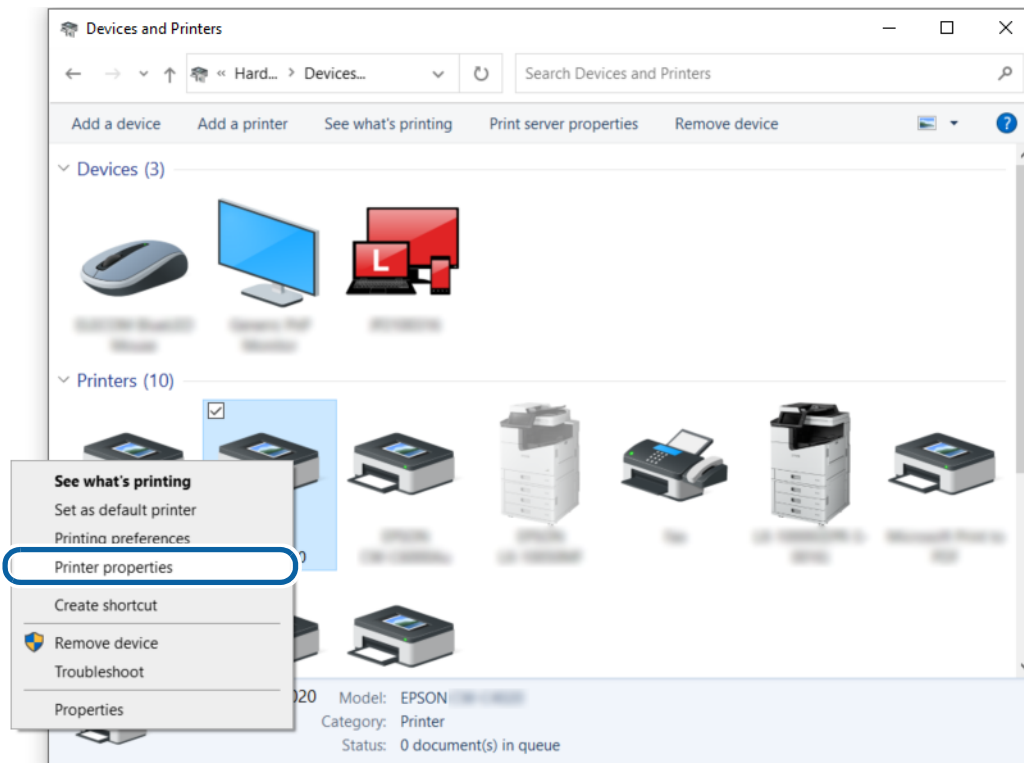 Devices and Printers
« Hard... > Devices...
Search Devices and Printers
Add a device Add a printer See what's printing Print server properties Remove device ?
Devices (3)
L
Printers (10)
See what's printing
Set as default printer
Printing preferences
Printer properties
Create shortcut
Remove device
Troubleshoot
Properties
020 Model: EPSON
Category: Printer
Status: 0 document(s) in queue